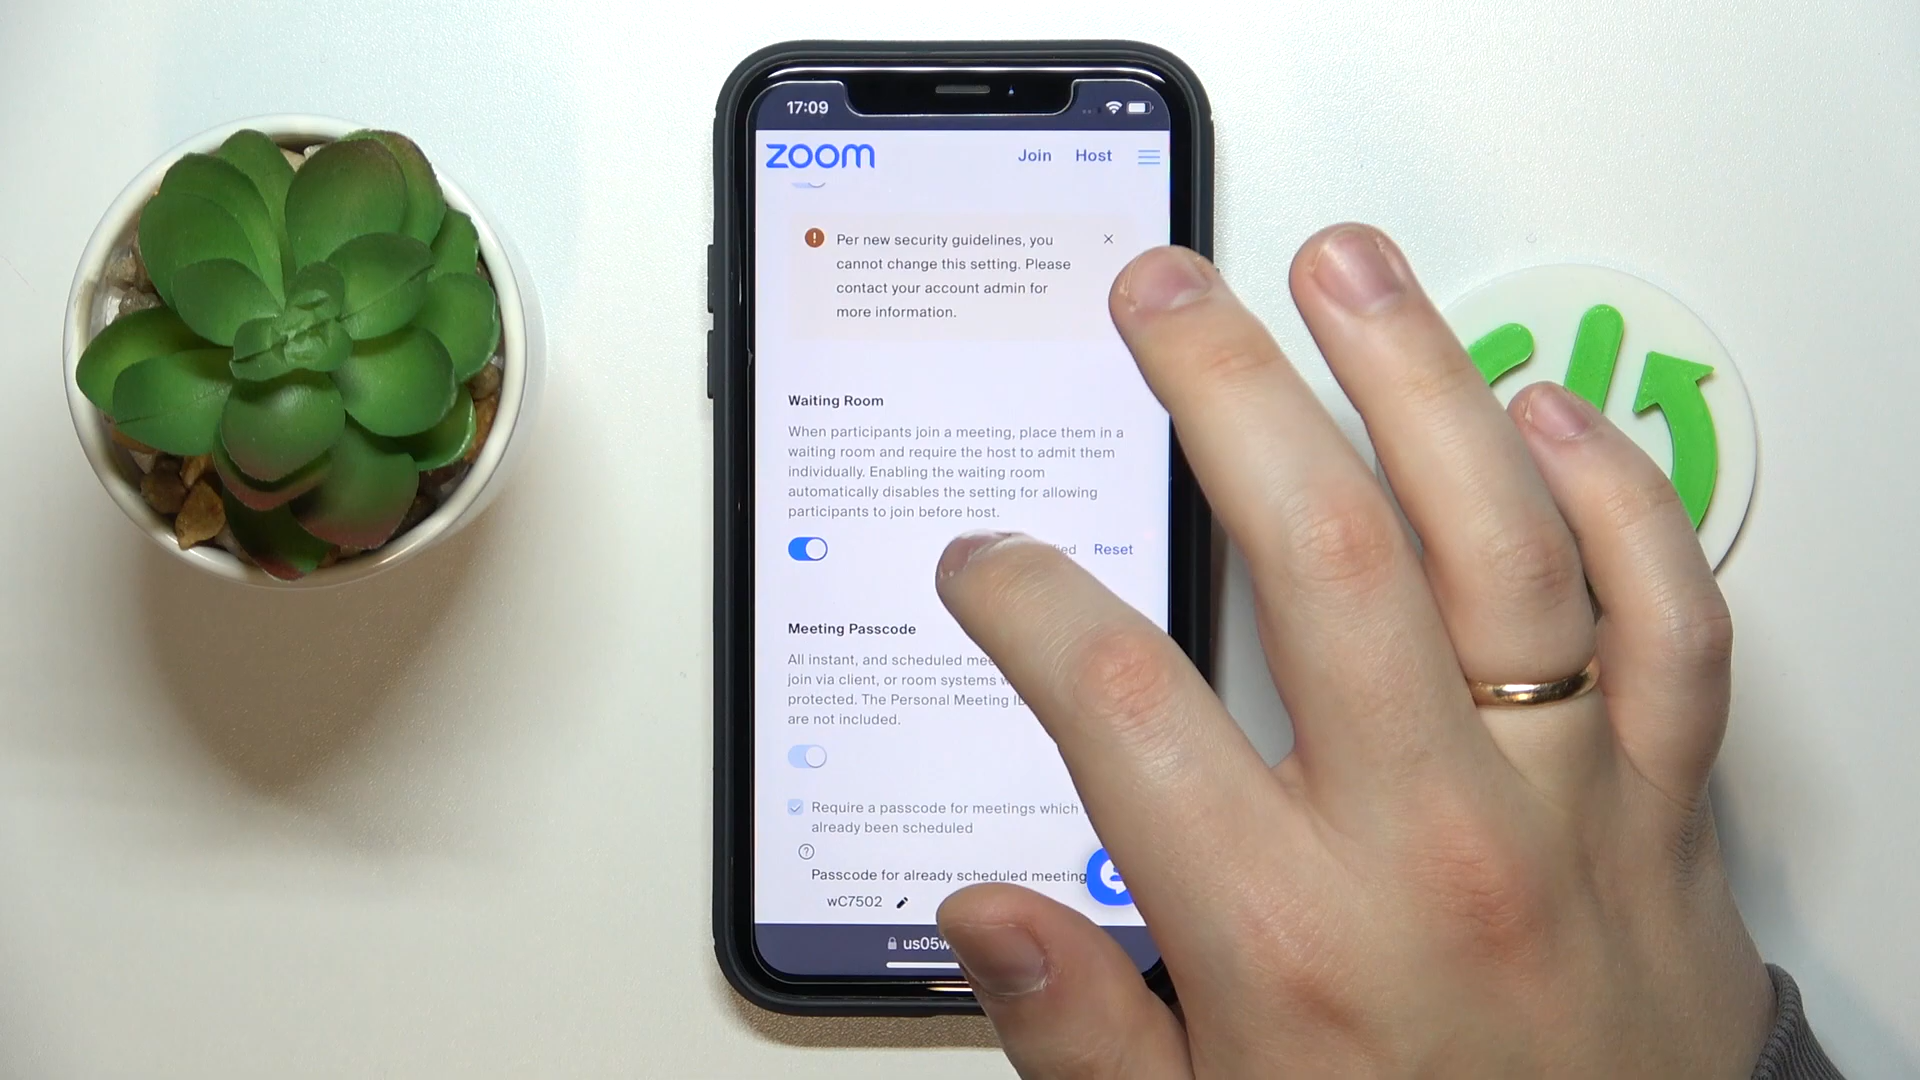 17:09
zoom Join Host
Per new security guidelines, you
cannot change this setting. Please
contact your account admin for
more information.
Waiting Room
When participants join a meeting, place them in a
waiting room and require the host to admit them
individually. Enabling the waiting room
automatically disables the setting for allowing
participants to join before host.
Reset
Meeting Passcode
All instant, and scheduled
join via client, or room systems
protected. The Personal Meeting
are not included.
Require a passcode for meetings which
already been scheduled
Passcode for already scheduled meeting
wC7502